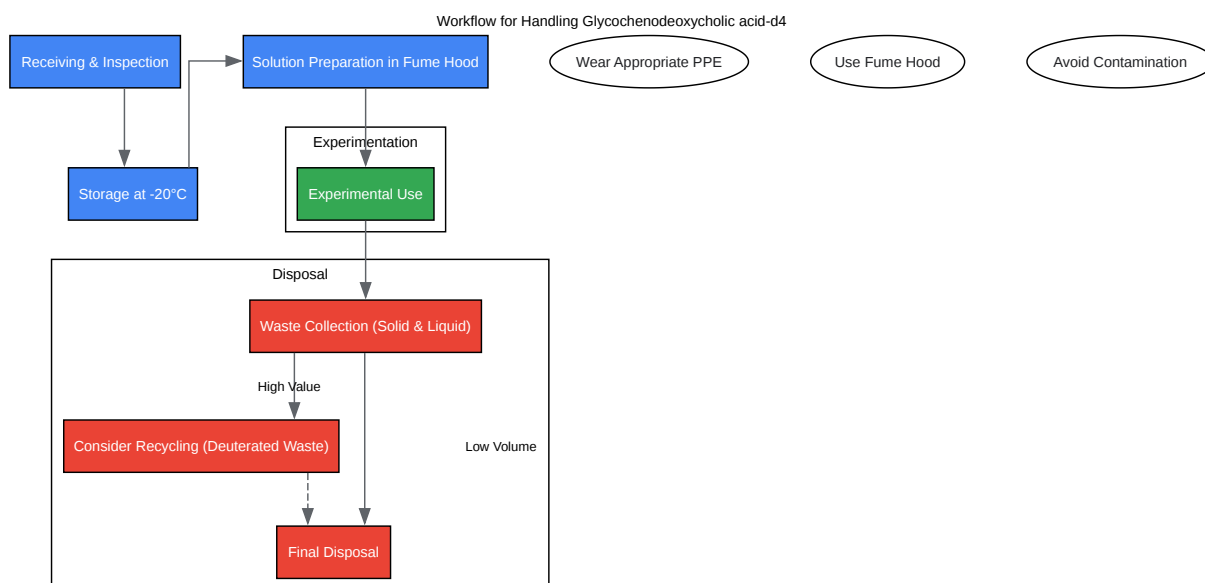 Workflow for Handling Glycochenodeoxycholic acid-d4
Receiving & Inspection
Solution Preparation in Fume Hood
Wear Appropriate PPE
Use Fume Hood
Avoid Contamination
Experimentation
Storage at -20°C
Experimental Use
Disposal
Waste Collection (Solid & Liquid)
High Value
Consider Recycling (Deuterated Waste)
Low Volume
Final Disposal